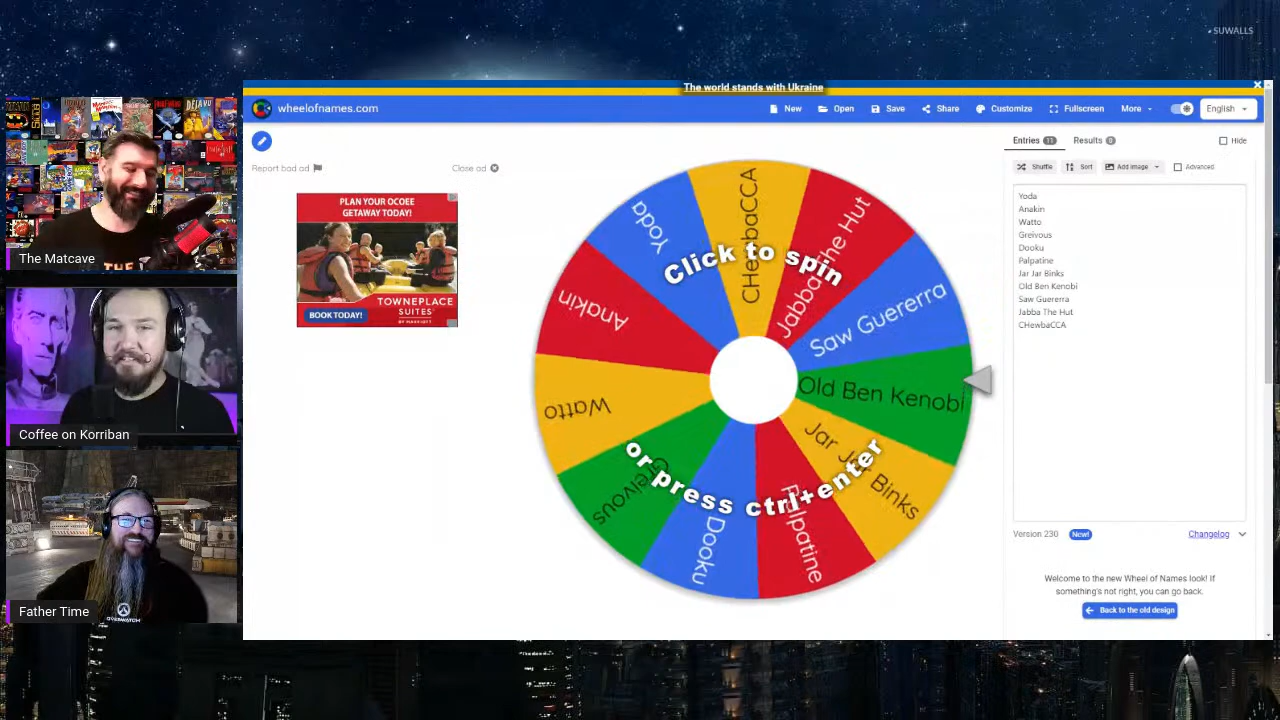 SUWALLS
The world stands with Ukraine
wheelofnames.com
New
Open
Save
Share
Customize
Fullscreen
More
English
Report bad ad
Close ad
PLAN YOUR OCOEE
GETAWAY TODAY!
TOWNEPLACE
SUITES
BOOK TODAY!
Entries 11
Results 0
Hide
Shuffle
Sort
Add image
Advanced
Yoda
Anakin
Watto
Greivous
Dooku
Palpatine
Jar Jar Binks
Old Ben Kenobi
Saw Guererra
Jabba The Hut
CHewbaCCA
Click to spin
or press ctrl+enter
Yoda
CHewbaCCA
Jabba The Hut
Saw Guererra
Old Ben Kenobi
Jar Jar Binks
Palpatine
Dooku
Greivous
Watto
Anakin
Version 230
New!
Changelog
Welcome to the new Wheel of Names look! If
something's not right, you can go back.
Back to the old design
DEJAVU
The Matcave
Coffee on Korriban
Father Time